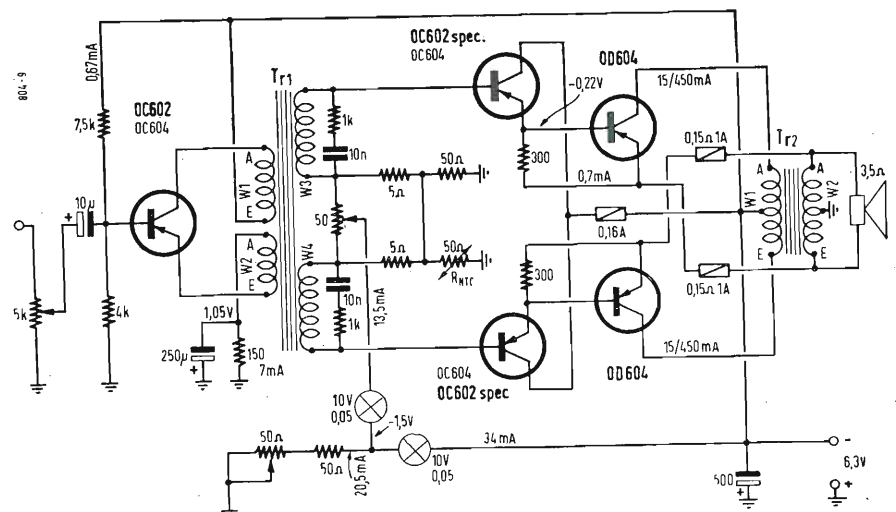 804-9
0,67mA
7,5k
10µ
+
5k
4k
OC602
OC604
1,05V
250µ
+
150
7mA
Tr1
A
W1
E
A
W2
E
W3
W4
1k
10n
5Ω
50Ω
50
5Ω
50Ω
RNTC
10n
1k
13,5mA
OC602 spec.
OC604
-0,22V
OD604
15/450mA
300
0,7mA
0,16A
300
OC604
OC602 spec
OD604
15/450mA
0,15Ω 1A
0,15Ω 1A
Tr2
A
W1
E
A
W2
E
3,5Ω
10V
0,05
-1,5V
50Ω
50Ω
20,5mA
10V
0,05
34mA
500
+
-
6,3V
+